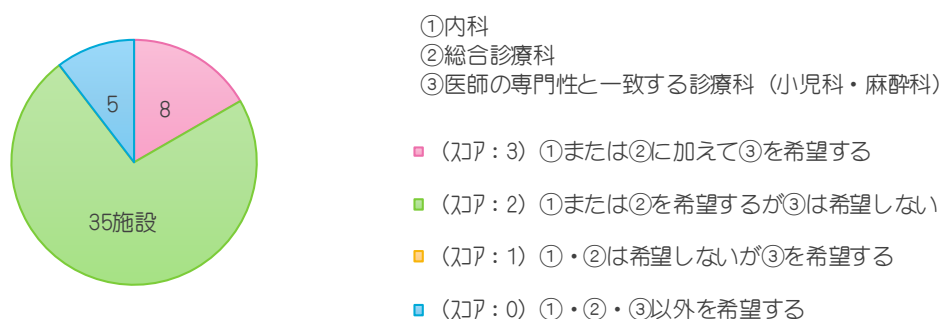 ①内科
②総合診療科
③医師の専門性と一致する診療科（小児科・麻酔科）
5
8
35施設
（ｽｺｱ：3）①または②に加えて③を希望する
（ｽｺｱ：2）①または②を希望するが③は希望しない
（ｽｺｱ：1）①・②は希望しないが③を希望する
（ｽｺｱ：0）①・②・③以外を希望する